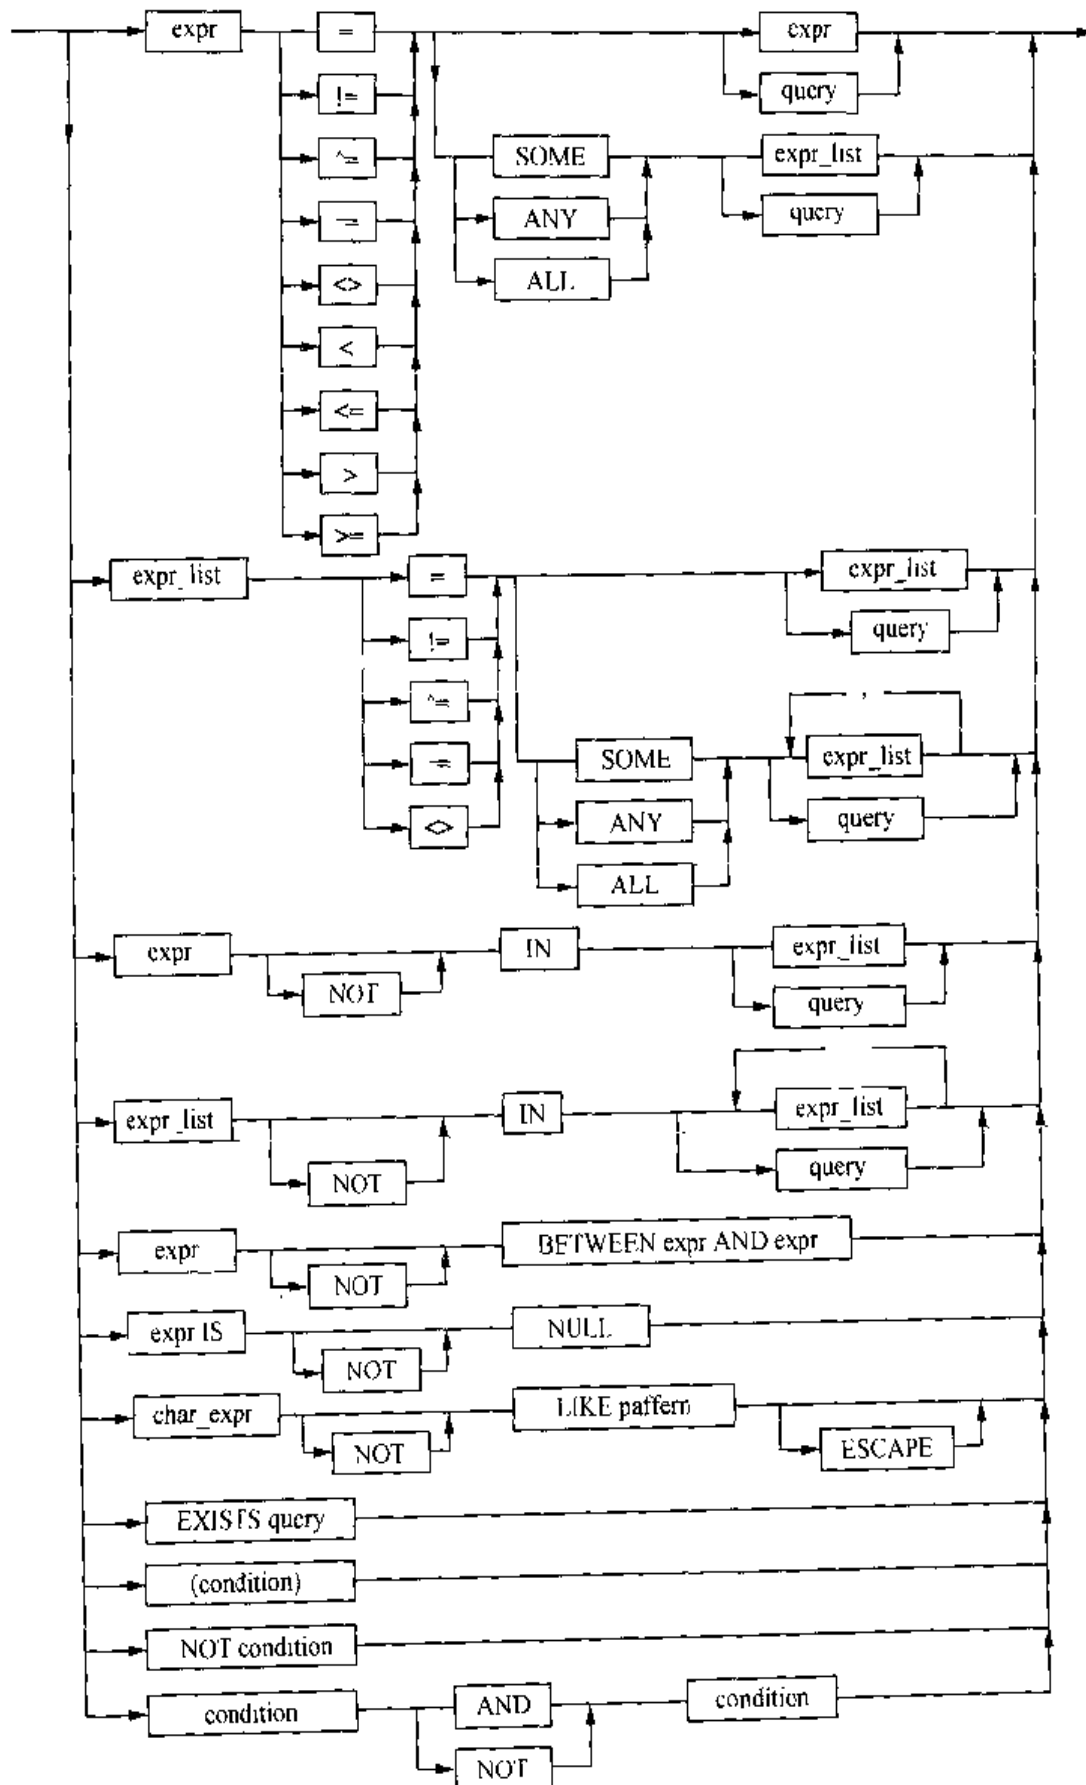 expr = expr
!= query
^= SOME expr_list
= ANY query
<> ALL
<
<=
>
>=
expr_list = expr_list
!= query
^= ,
= SOME expr_list
<> ANY query
ALL
expr IN expr_list
NOT query
expr_list IN expr_list
NOT query
expr BETWEEN expr AND expr
NOT
expr IS NULL
NOT
char_expr LIKE paffern
NOT ESCAPE
EXISTS query
(condition)
NOT condition
condition AND condition
NOT